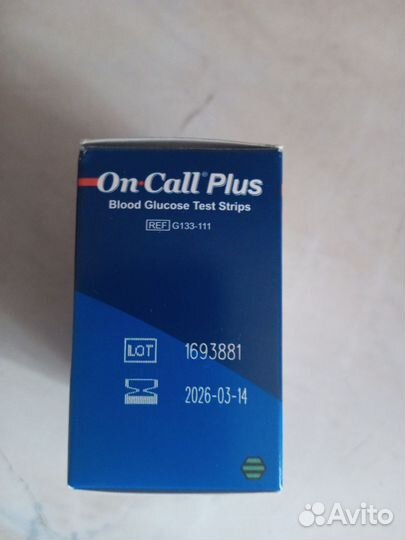 On Call® Plus
Blood Glucose Test Strips
REF G133-111
LOT 1693881
2026-03-14
Avito